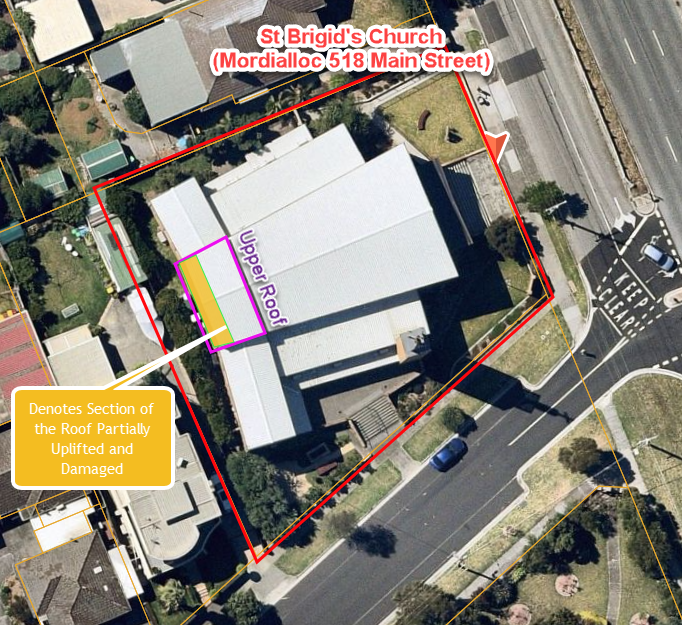 St Brigid's Church
(Mordialloc 518 Main Street)
Upper Roof
KEEP
CLEAR
Denotes Section of
the Roof Partially
Uplifted and
Damaged